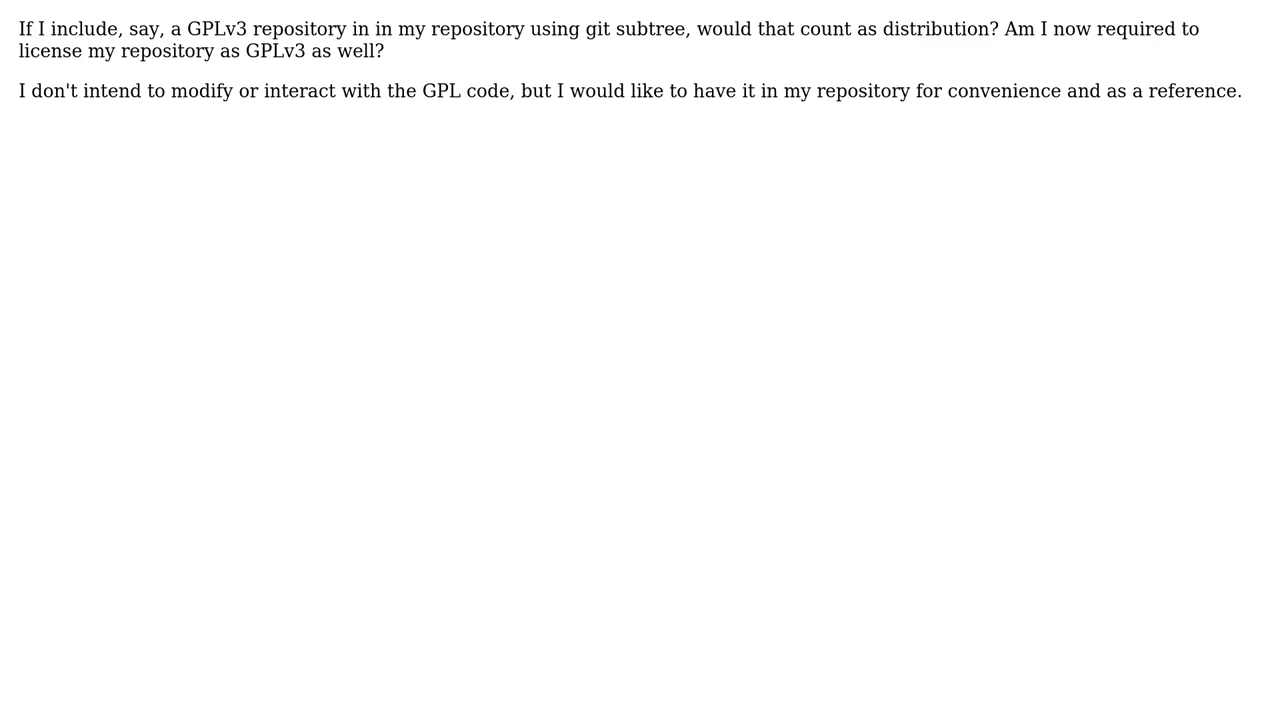 If I include, say, a GPLv3 repository in in my repository using git subtree, would that count as distribution? Am I now required to
license my repository as GPLv3 as well?
I don't intend to modify or interact with the GPL code, but I would like to have it in my repository for convenience and as a reference.